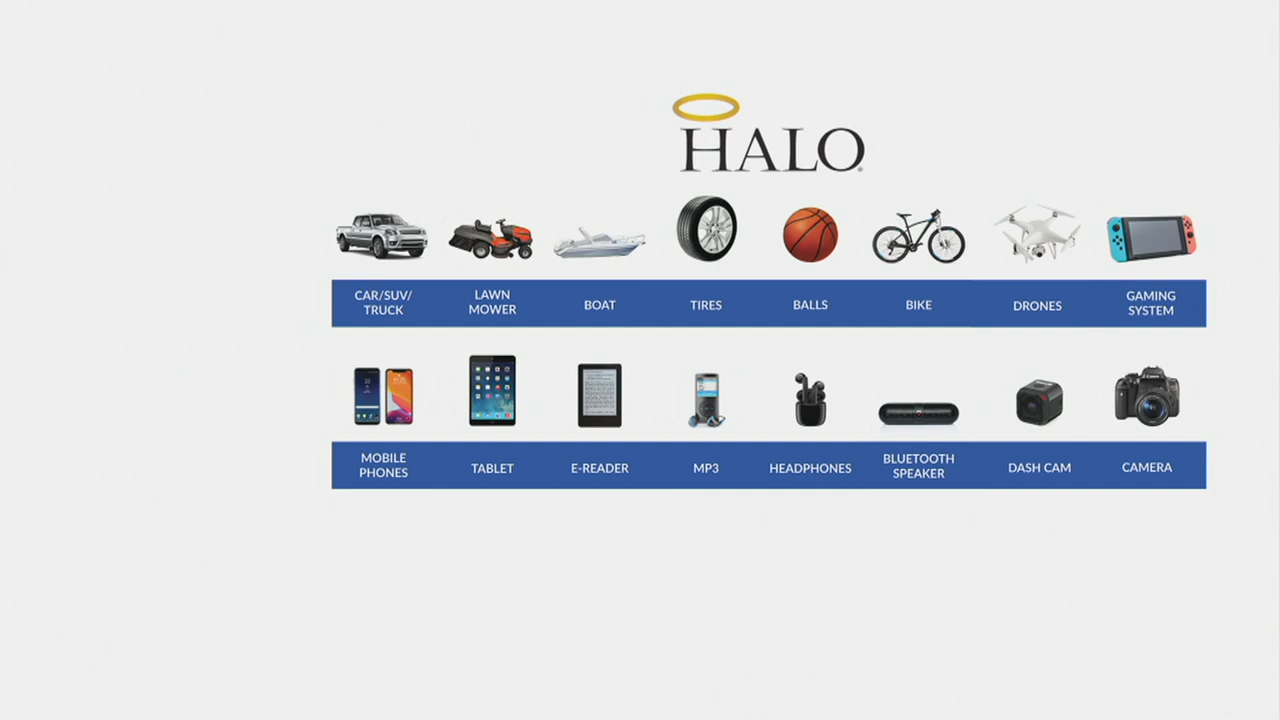 HALO
CAR/SUV/
TRUCK
LAWN
MOWER
BOAT
TIRES
BALLS
BIKE
DRONES
GAMING
SYSTEM
MOBILE
PHONES
TABLET
E-READER
MP3
HEADPHONES
BLUETOOTH
SPEAKER
DASH CAM
CAMERA